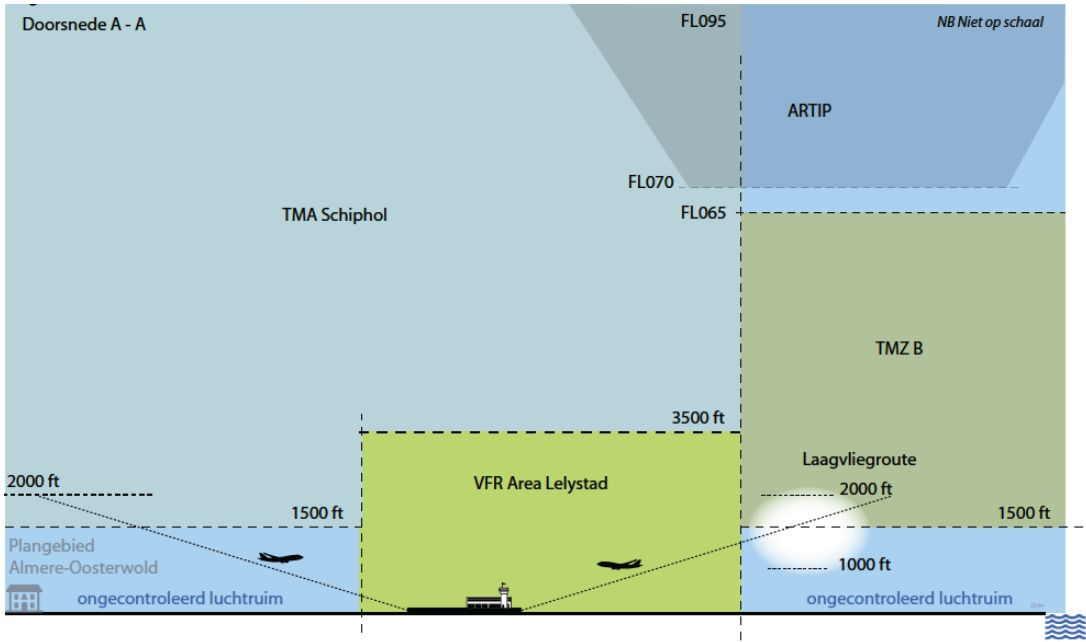 Doorsnede A - A
FL095
NB Niet op schaal
ARTIP
FL070
TMA Schiphol
FL065
TMZ B
3500 ft
Laagvliegroute
2000 ft
VFR Area Lelystad
2000 ft
1500 ft
1500 ft
Plangebied
Almere-Oosterwold
1000 ft
ongecontroleerd luchtruim
ongecontroleerd luchtruim